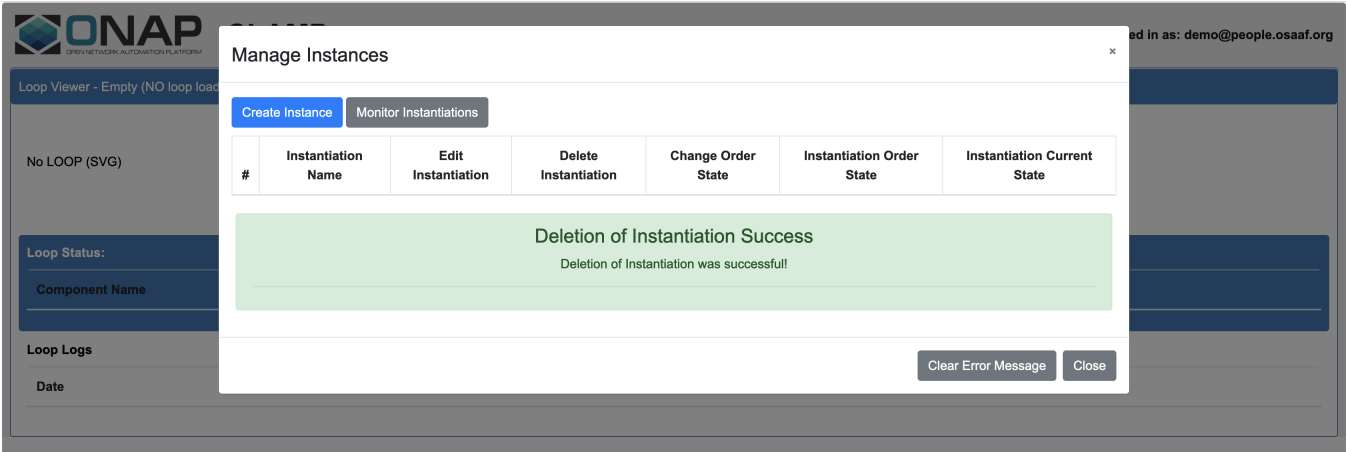 ONAP
OPEN NETWORK AUTOMATION PLATFORM
ed in as: demo@people.osaaf.org
Manage Instances
×
Loop Viewer - Empty (NO loop load
Create Instance Monitor Instantiations
No LOOP (SVG)
# Instantiation Name Edit Instantiation Delete Instantiation Change Order State Instantiation Order State Instantiation Current State
Deletion of Instantiation Success
Deletion of Instantiation was successful!
Loop Status:
Component Name
Loop Logs
Date
Clear Error Message Close